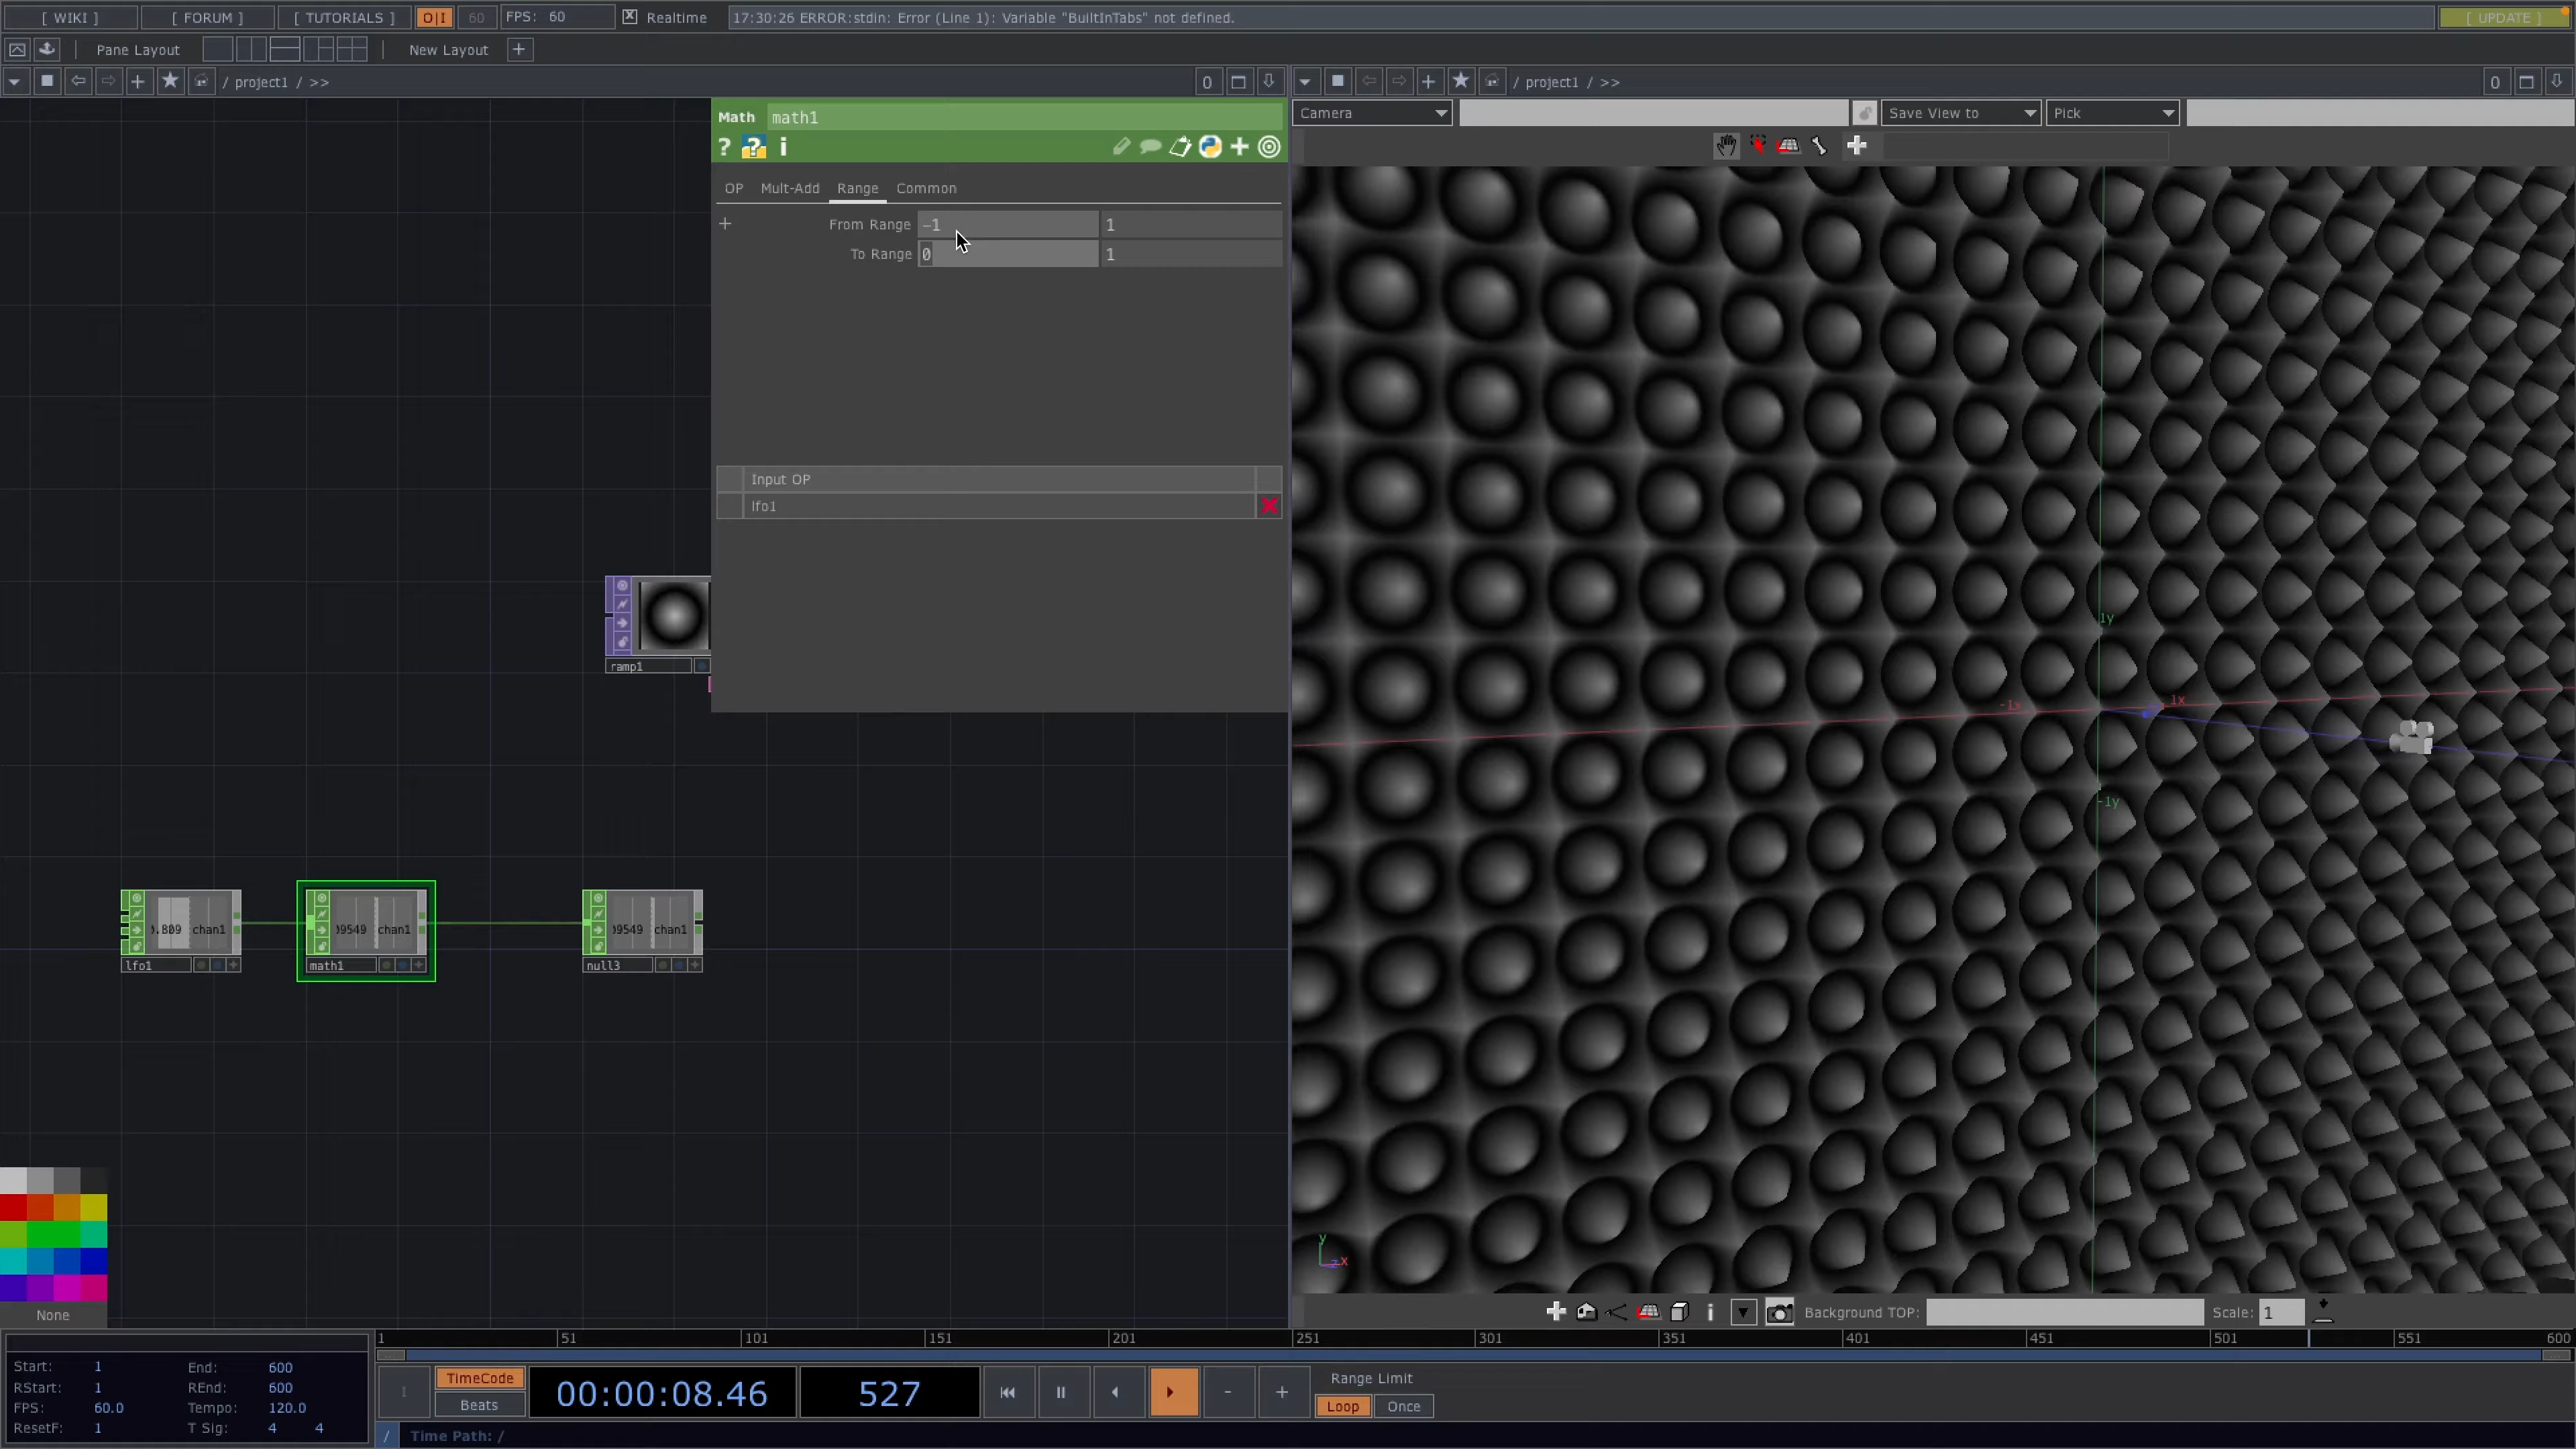 [ WIKI ] [ FORUM ] [ TUTORIALS ] O|I 60 FPS: 60 Realtime 17:30:26 ERROR:stdin: Error (Line 1): Variable "BuiltInTabs" not defined. [ UPDATE ]
Pane Layout New Layout +
/ project1 / >> 0
/ project1 / >> 0
Math math1
? ? i
OP Mult-Add Range Common
+ From Range -1 1
To Range 0 1
Input OP
lfo1
Camera Save View to Pick
ramp1
chan1
lfo1
chan1
math1
chan1
null3
1y
-1x 1x
-1y
y
x
None
Background TOP: Scale: 1
1 51 101 151 201 251 301 351 401 451 501 551 600
Start: 1 End: 600
RStart: 1 REnd: 600
FPS: 60.0 Tempo: 120.0
ResetF: 1 T Sig: 4 4
TimeCode
Beats
00:00:08.46
527
- +
Range Limit
Loop Once
/ Time Path: /